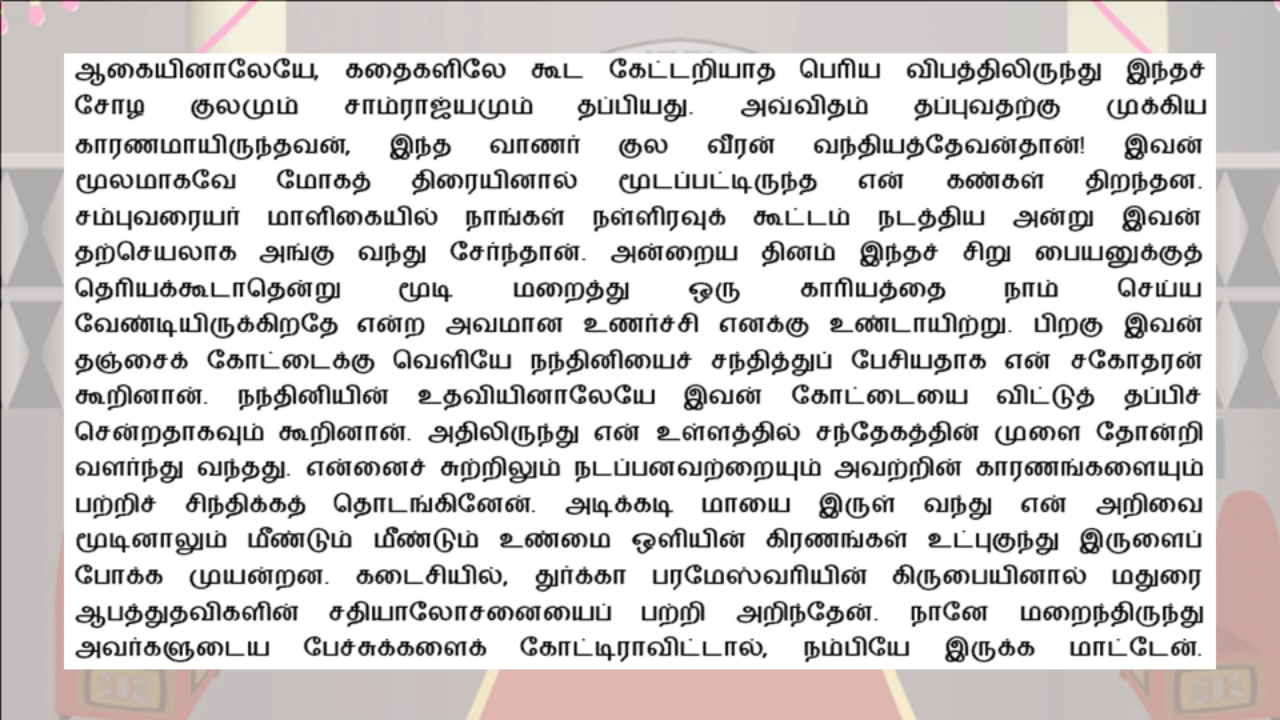 ஆகையினாலேயே, கதைகளிலே கூட கேட்டறியாத பெரிய விபத்திலிருந்து இந்தச்
சோழ குலமும் சாம்ராஜ்யமும் தப்பியது. அவ்விதம் தப்புவதற்கு முக்கிய
காரணமாயிருந்தவன், இந்த வாணர் குல வீரன் வந்தியத்தேவன்தான்! இவன்
மூலமாகவே மோகத் திரையினால் மூடப்பட்டிருந்த என் கண்கள் திறந்தன.
சம்புவரையர் மாளிகையில் நாங்கள் நள்ளிரவுக் கூட்டம் நடத்திய அன்று இவன்
தற்செயலாக அங்கு வந்து சேர்ந்தான். அன்றைய தினம் இந்தச் சிறு பையனுக்குத்
தெரியக்கூடாதென்று மூடி மறைத்து ஒரு காரியத்தை நாம் செய்ய
வேண்டியிருக்கிறதே என்ற அவமான உணர்ச்சி எனக்கு உண்டாயிற்று. பிறகு இவன்
தஞ்சைக் கோட்டைக்கு வெளியே நந்தினியைச் சந்தித்துப் பேசியதாக என் சகோதரன்
கூறினான். நந்தினியின் உதவியினாலேயே இவன் கோட்டையை விட்டுத் தப்பிச்
சென்றதாகவும் கூறினான். அதிலிருந்து என் உள்ளத்தில் சந்தேகத்தின் முளை தோன்றி
வளர்ந்து வந்தது. என்னைச் சுற்றிலும் நடப்பனவற்றையும் அவற்றின் காரணங்களையும்
பற்றிச் சிந்திக்கத் தொடங்கினேன். அடிக்கடி மாயை இருள் வந்து என் அறிவை
மூடினாலும் மீண்டும் மீண்டும் உண்மை ஒளியின் கிரணங்கள் உட்புகுந்து இருளைப்
போக்க முயன்றன. கடைசியில், துர்க்கா பரமேஸ்வரியின் கிருபையினால் மதுரை
ஆபத்துதவிகளின் சதியாலோசனையைப் பற்றி அறிந்தேன். நானே மறைந்திருந்து
அவர்களுடைய பேச்சுக்களைக் கோட்டிராவிட்டால், நம்பியே இருக்க மாட்டேன்.